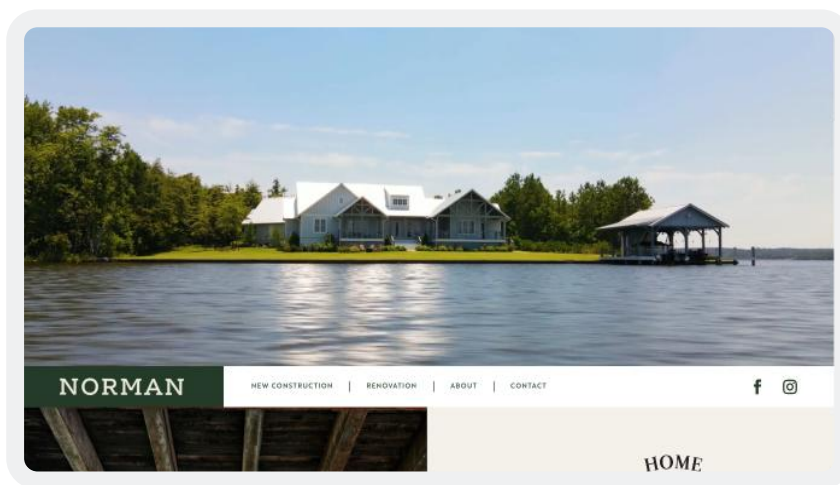 NORMAN
NEW CONSTRUCTION | RENOVATION | ABOUT | CONTACT
HOME